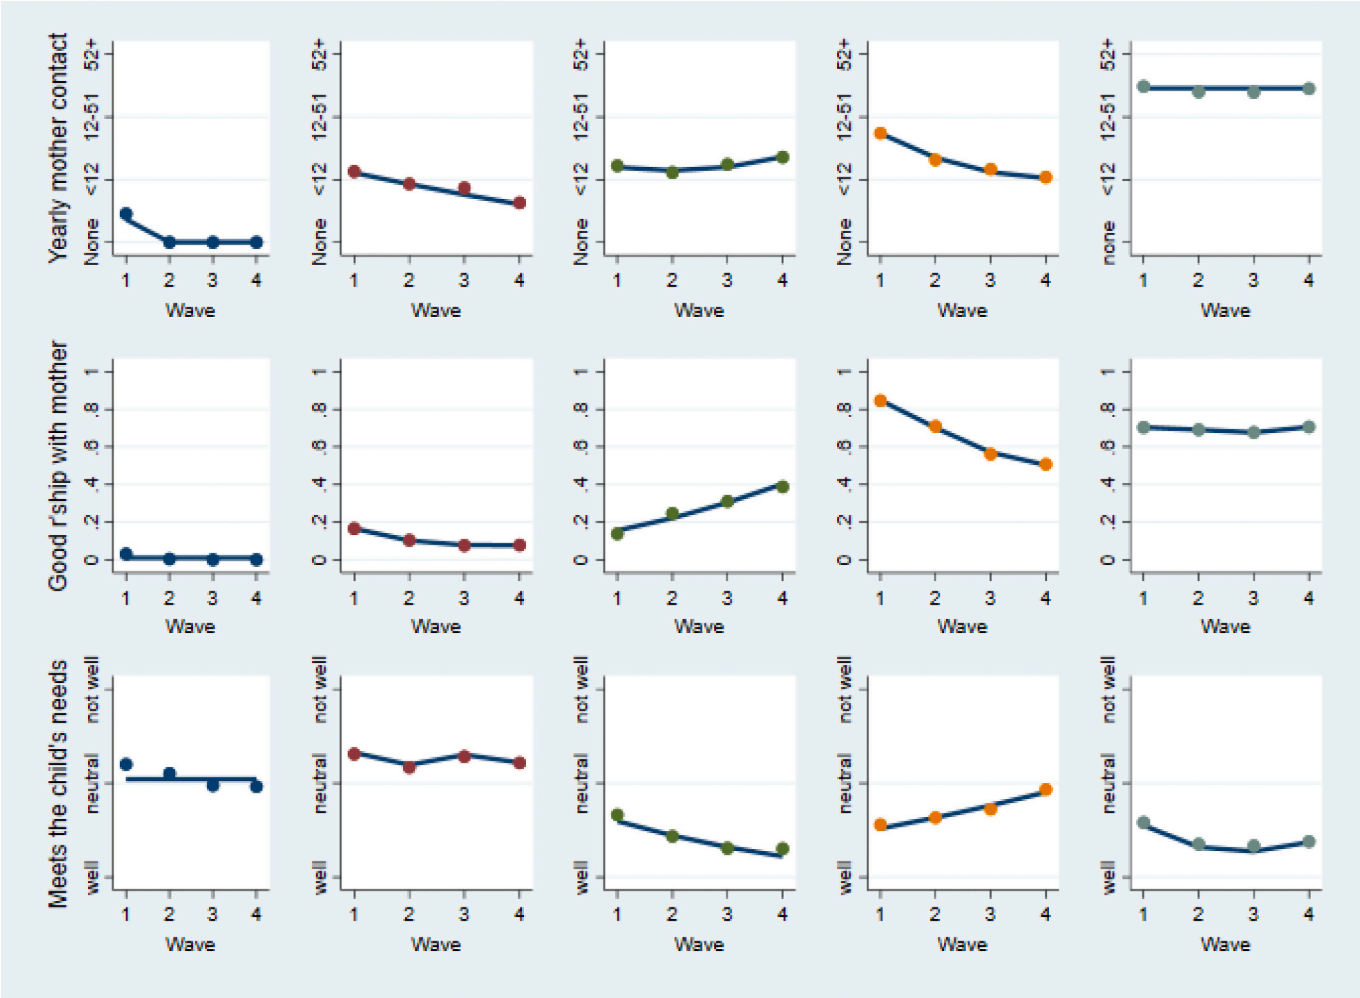 Yearly mother contact
None <12 12-51 52+
None <12 12-51 52+
None <12 12-51 52+
None <12 12-51 52+
none <12 12-51 52+
1 2 3 4
1 2 3 4
1 2 3 4
1 2 3 4
1 2 3 4
Wave
Wave
Wave
Wave
Wave
Good r'ship with mother
0 .2 .4 .6 .8 1
0 .2 .4 .6 .8 1
0 .2 .4 .6 .8 1
0 .2 .4 .6 .8 1
0 .2 .4 .6 .8 1
1 2 3 4
1 2 3 4
1 2 3 4
1 2 3 4
1 2 3 4
Wave
Wave
Wave
Wave
Wave
Meets the child's needs
well neutral not well
well neutral not well
well neutral not well
well neutral not well
well neutral not well
1 2 3 4
1 2 3 4
1 2 3 4
1 2 3 4
1 2 3 4
Wave
Wave
Wave
Wave
Wave